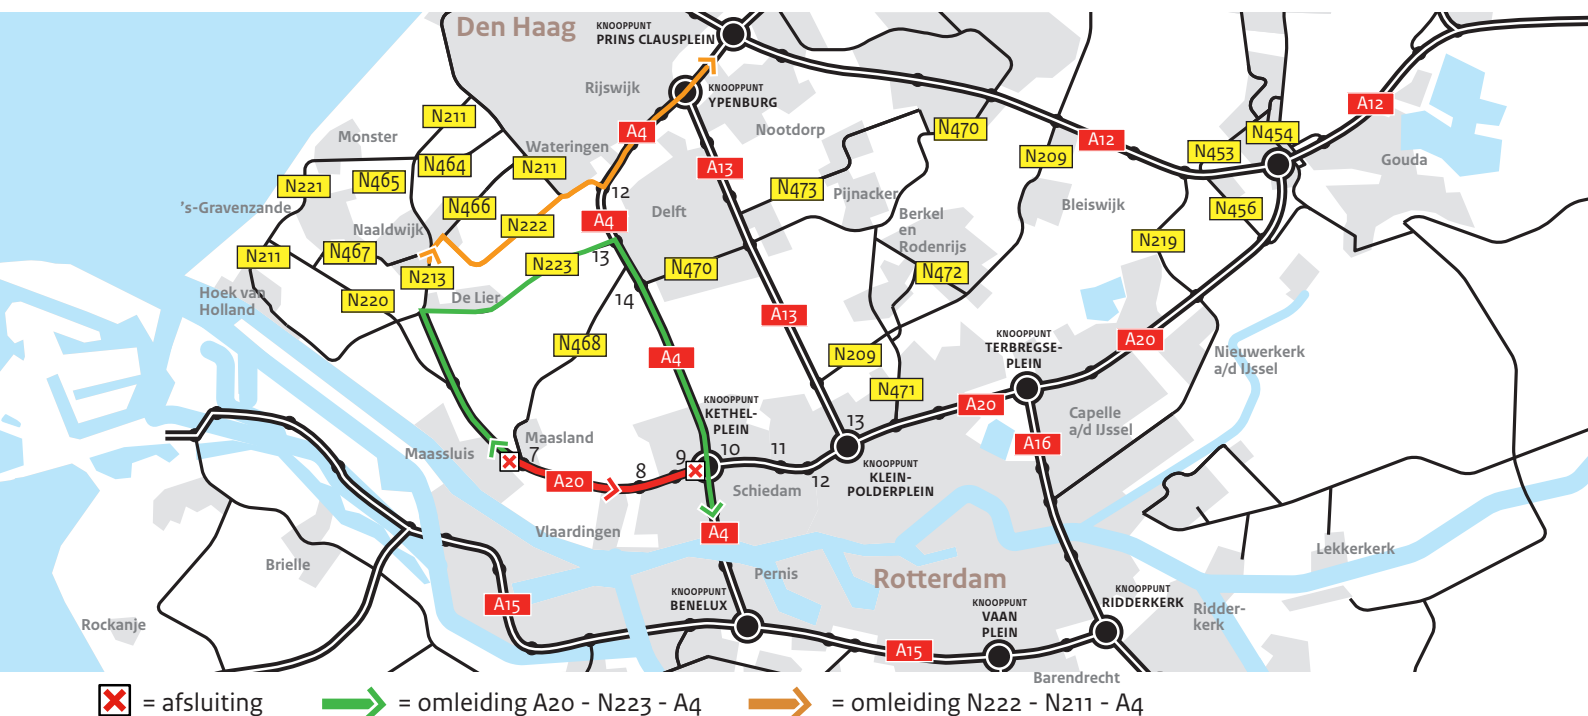 Den Haag
KNOOPPUNT
PRINS CLAUSPLEIN
Rijswijk
KNOOPPUNT
YPENBURG
A12
N211
A4
Nootdorp
N470
A12
N454
N453
Monster
Wateringen
N209
Gouda
N464
N211
A13
N465
N221
12
N473
Pijnacker
's-Gravenzande
N466
A4
Delft
Berkel
en
Rodenrijs
Bleiswijk
N456
Naaldwijk
N222
N219
N467
N211
13
N223
N470
N472
N213
Hoek van
Holland
N220
De Lier
14
A13
N468
A4
N209
KNOOPPUNT
TERBREGSE-
PLEIN
A20
Nieuwerkerk
a/d IJssel
N471
KNOOPPUNT
KETHEL-
PLEIN
13
A20
Capelle
a/d IJssel
Maasland
Maassluis
7
8
9
10
11
12
A16
A20
KNOOPPUNT
KLEIN-
POLDERPLEIN
Schiedam
Vlaardingen
A4
Lekkerkerk
Brielle
Pernis
Rotterdam
KNOOPPUNT
BENELUX
KNOOPPUNT
RIDDERKERK
A15
KNOOPPUNT
VAAN
PLEIN
Ridder-
kerk
Rockanje
A15
Barendrecht
= afsluiting
= omleiding A20 - N223 - A4
= omleiding N222 - N211 - A4